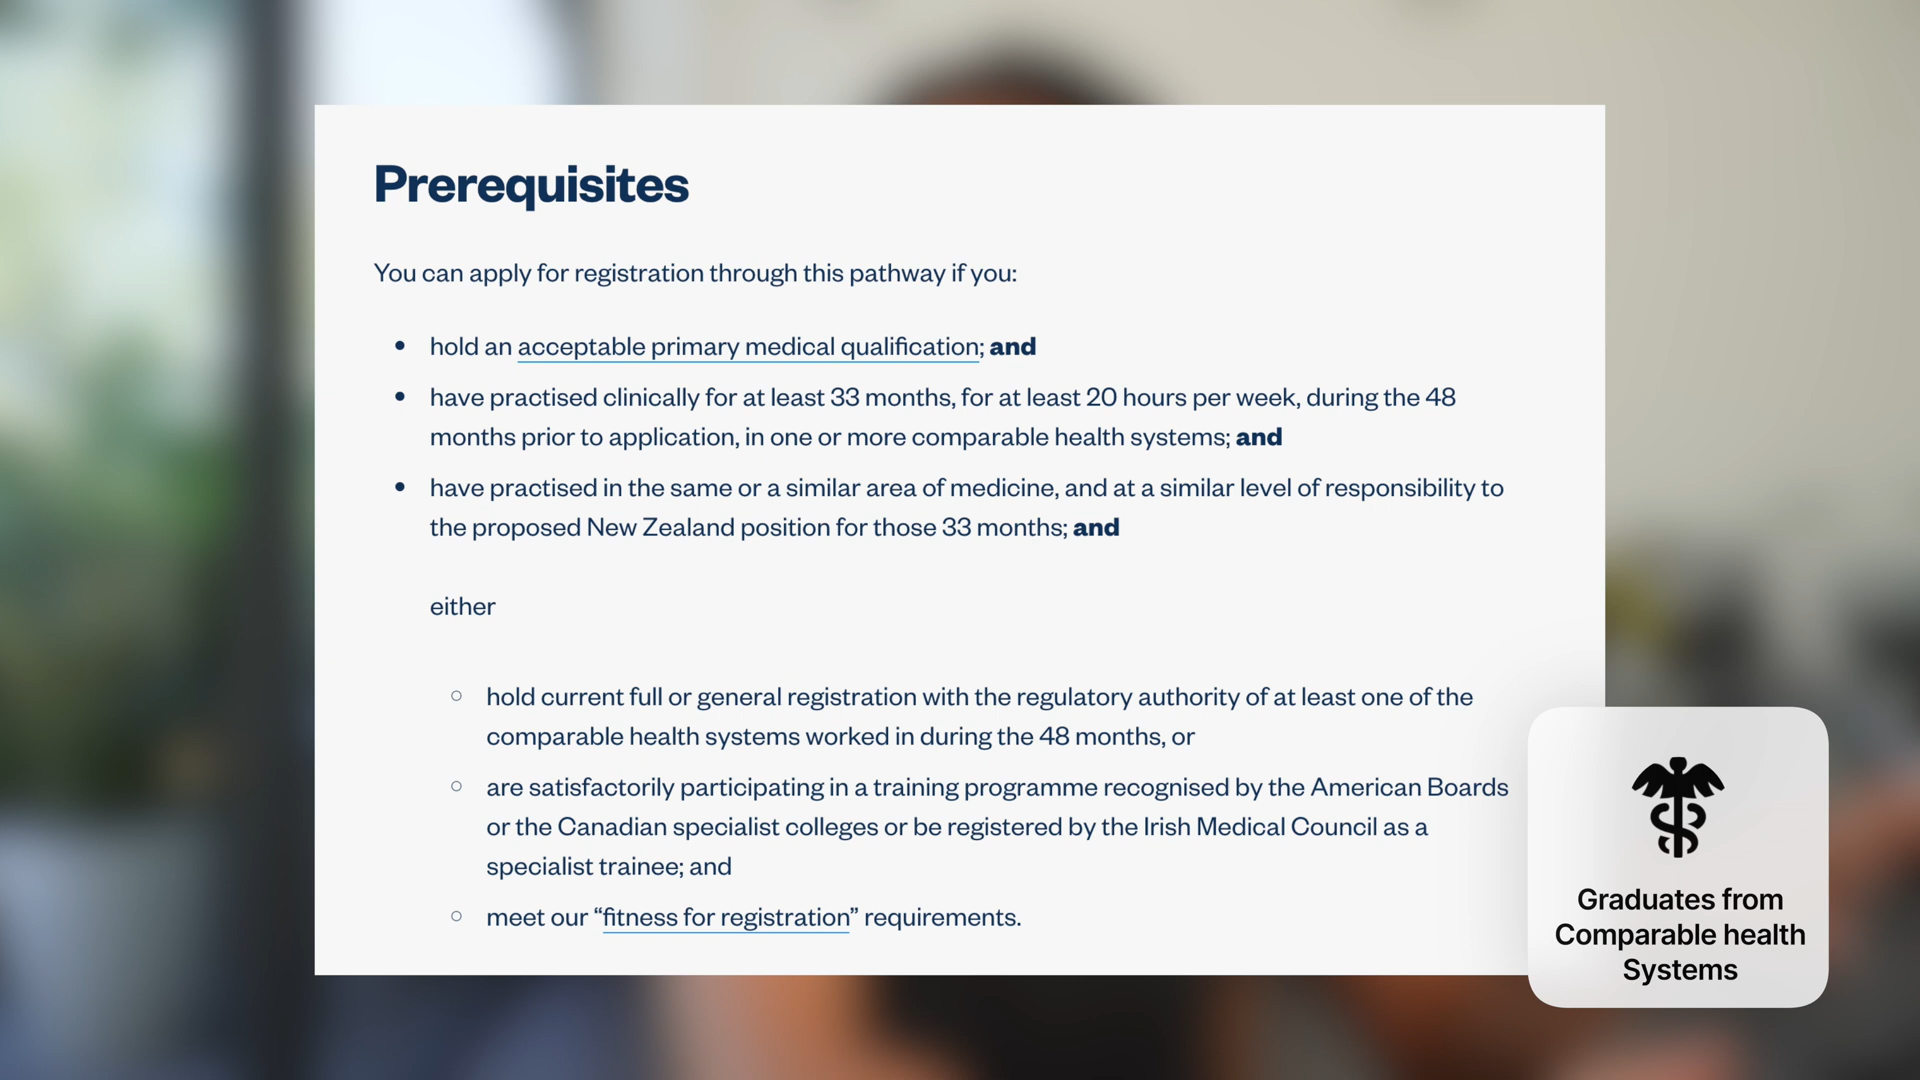 Prerequisites
You can apply for registration through this pathway if you:
• hold an acceptable primary medical qualification; and
• have practised clinically for at least 33 months, for at least 20 hours per week, during the 48
months prior to application, in one or more comparable health systems; and
• have practised in the same or a similar area of medicine, and at a similar level of responsibility to
the proposed New Zealand position for those 33 months; and
either
○ hold current full or general registration with the regulatory authority of at least one of the
comparable health systems worked in during the 48 months, or
○ are satisfactorily participating in a training programme recognised by the American Boards
or the Canadian specialist colleges or be registered by the Irish Medical Council as a
specialist trainee; and
○ meet our “fitness for registration” requirements.
Graduates from
Comparable health
Systems